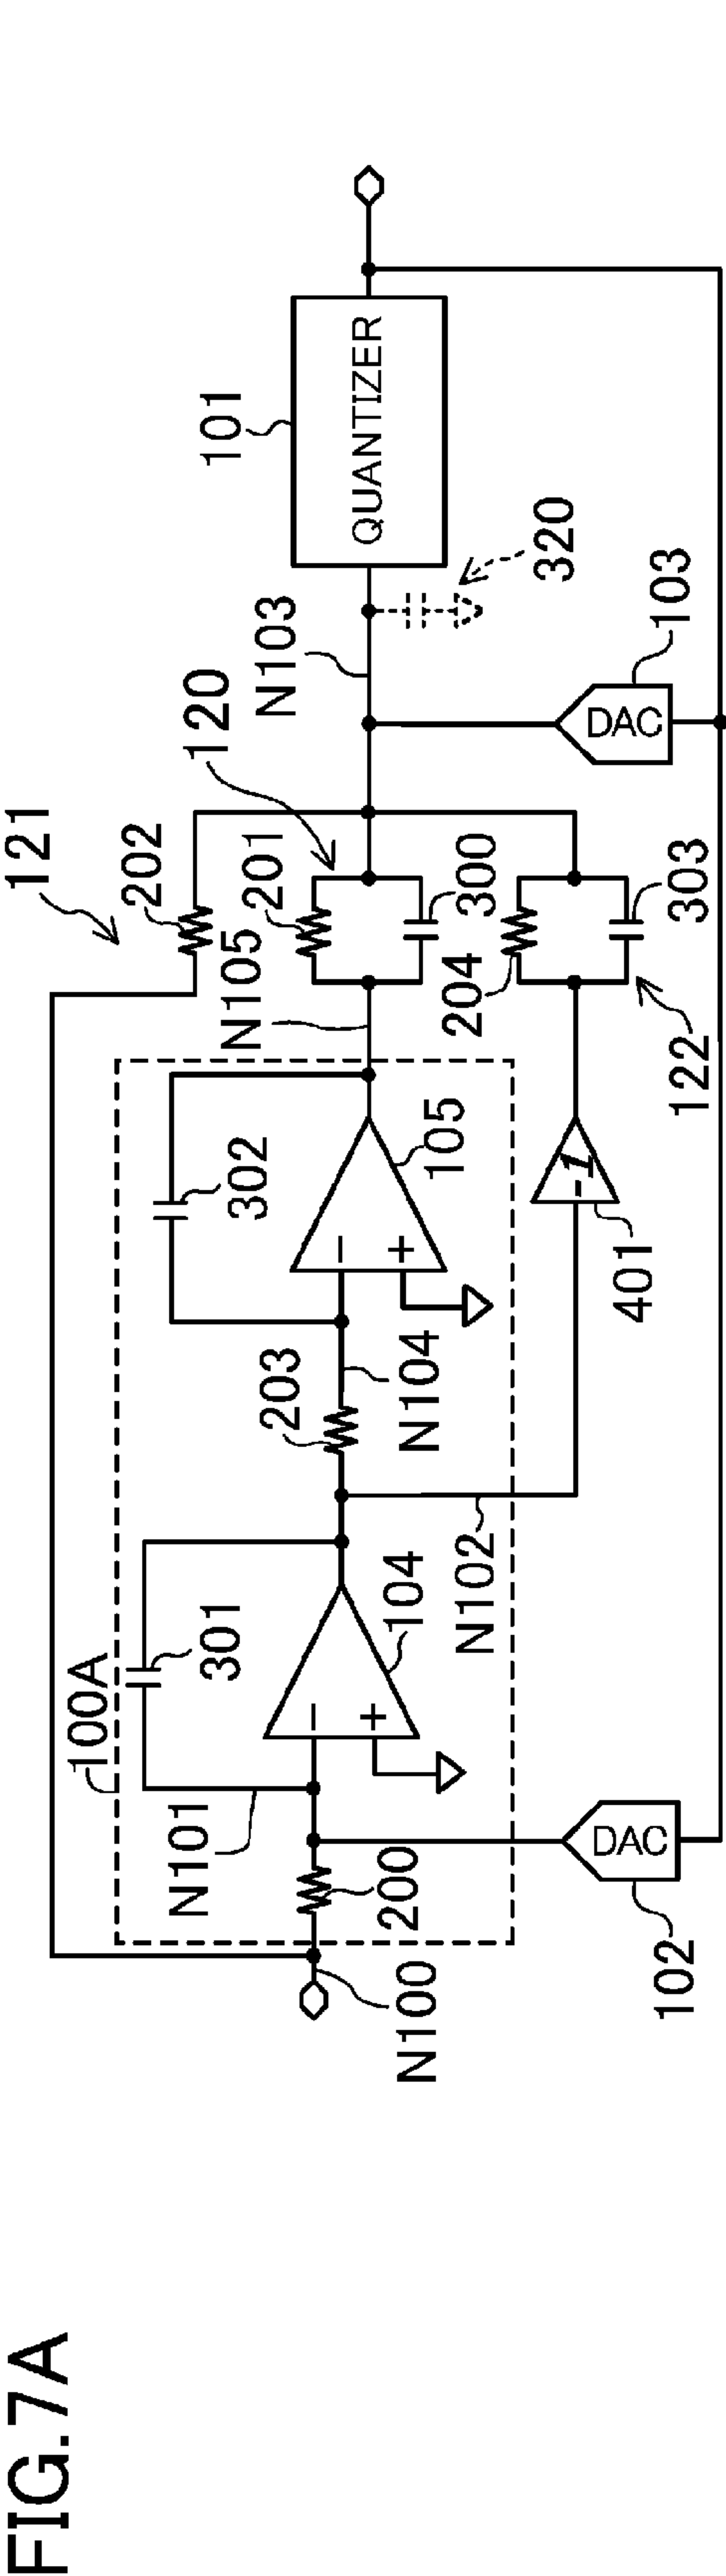 FIG.7A
121
202
120
N103
101
QUANTIZER
100A
301
302
N105
201
300
320
N101
203
N104
105
204
303
103
DAC
N100
200
104
-
+
-
+
N102
401
-1
122
102
DAC